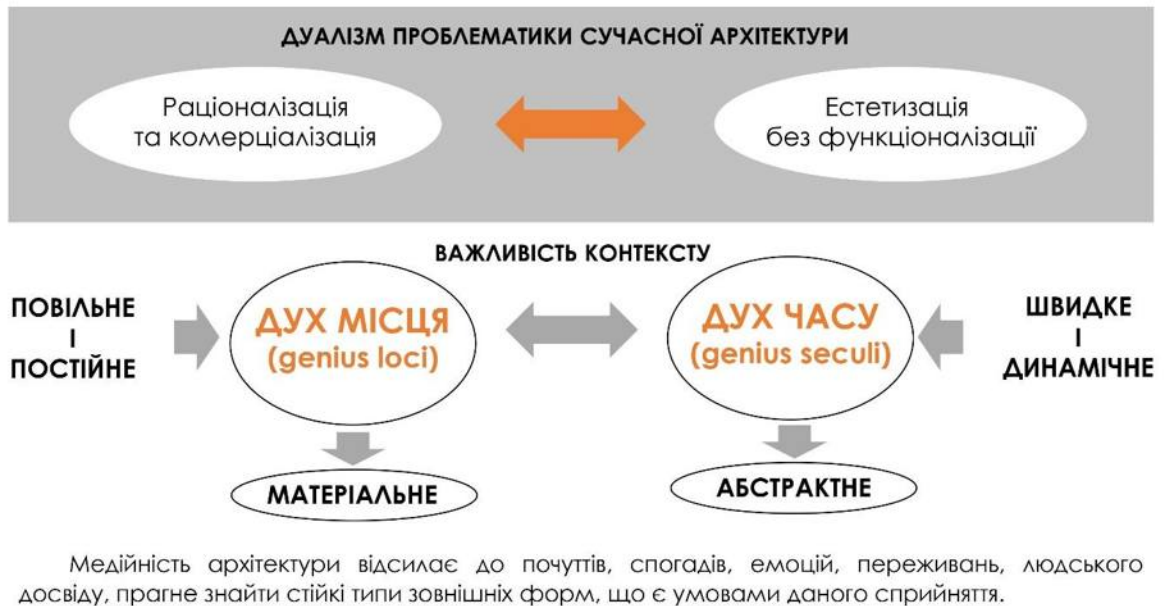 ДУАЛІЗМ ПРОБЛЕМАТИКИ СУЧАСНОЇ АРХІТЕКТУРИ
Раціоналізація
та комерціалізація
Естетизація
без функціоналізації
ВАЖЛИВІСТЬ КОНТЕКСТУ
ПОВІЛЬНЕ
І
ПОСТІЙНЕ
ДУХ МІСЦЯ
(genius loci)
ДУХ ЧАСУ
(genius seculi)
ШВИДКЕ
І
ДИНАМІЧНЕ
МАТЕРІАЛЬНЕ
АБСТРАКТНЕ
Медійність архітектури відсилає до почуттів, спогадів, емоцій, переживань, людського
досвіду, прагне знайти стійкі типи зовнішніх форм, що є умовами даного сприйняття.